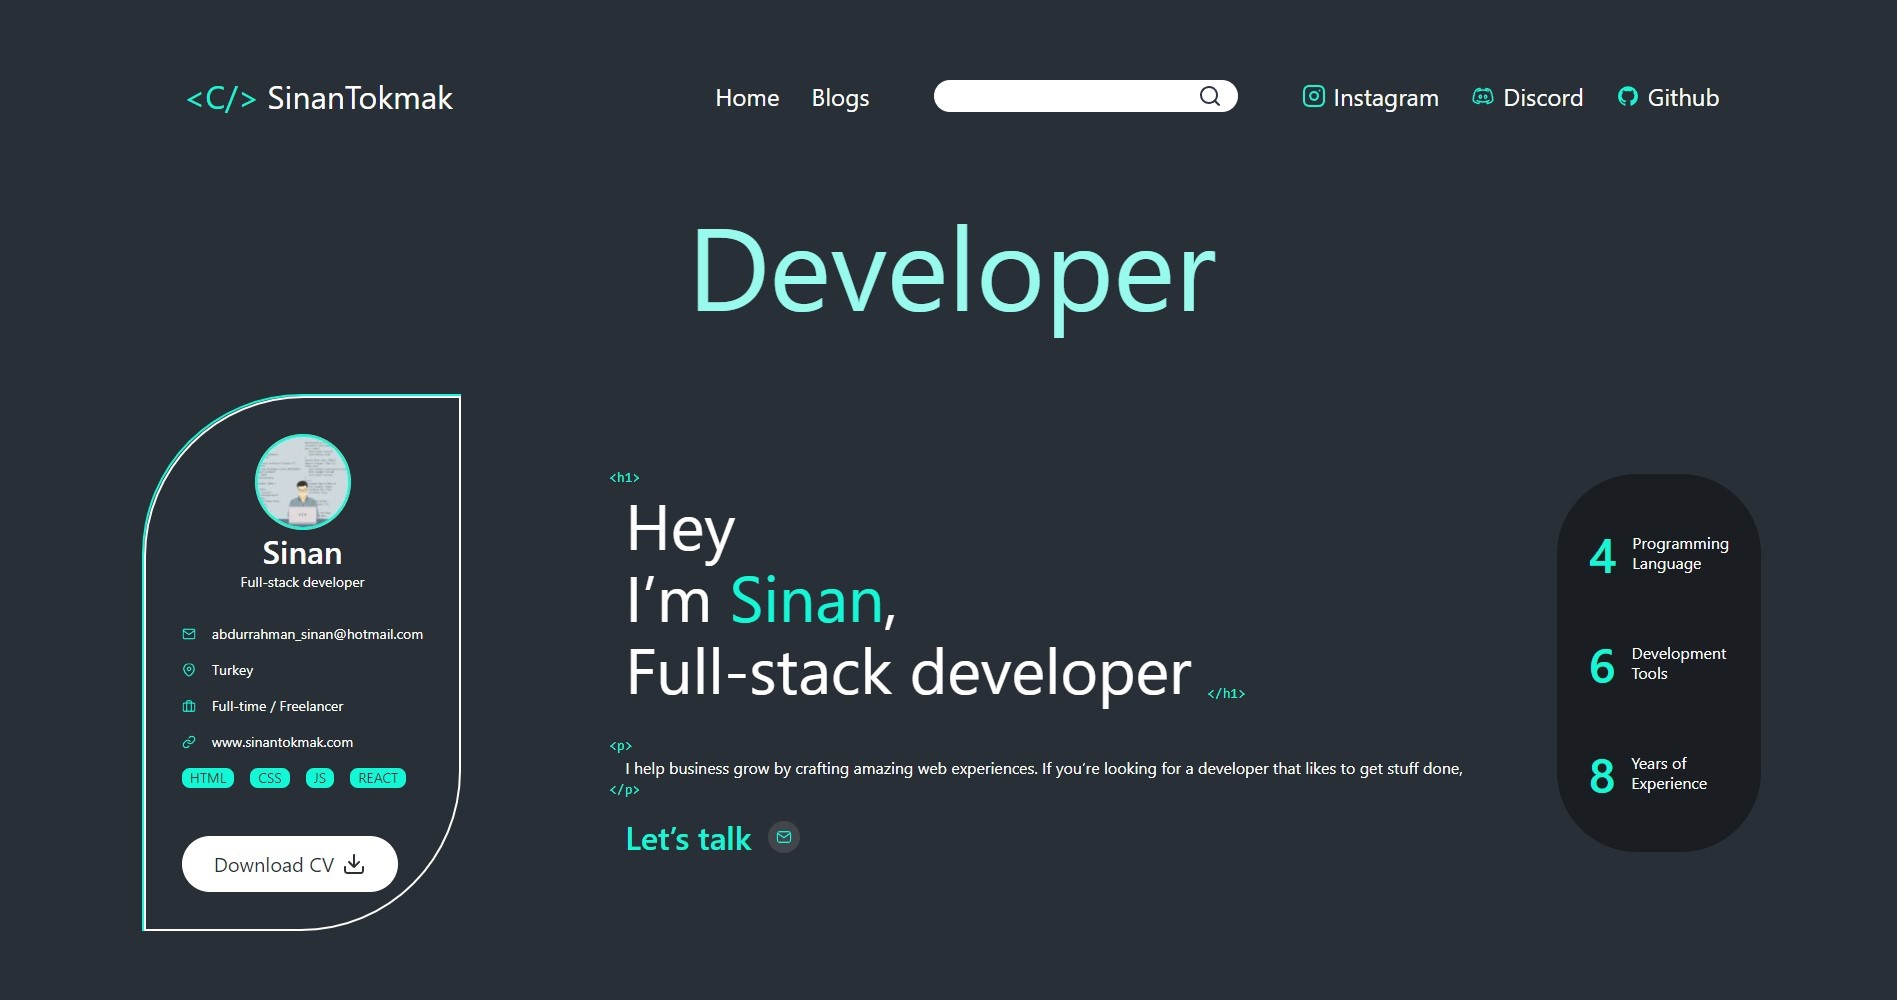 <C/> SinanTokmak
Home Blogs
Instagram Discord Github
Developer
Sinan
Full-stack developer
abdurrahman_sinan@hotmail.com
Turkey
Full-time / Freelancer
www.sinantokmak.com
HTML CSS JS REACT
Download CV
<h1>
Hey
I’m Sinan,
Full-stack developer </h1>
<p>
I help business grow by crafting amazing web experiences. If you’re looking for a developer that likes to get stuff done,
</p>
Let’s talk
4 Programming
Language
6 Development
Tools
8 Years of
Experience